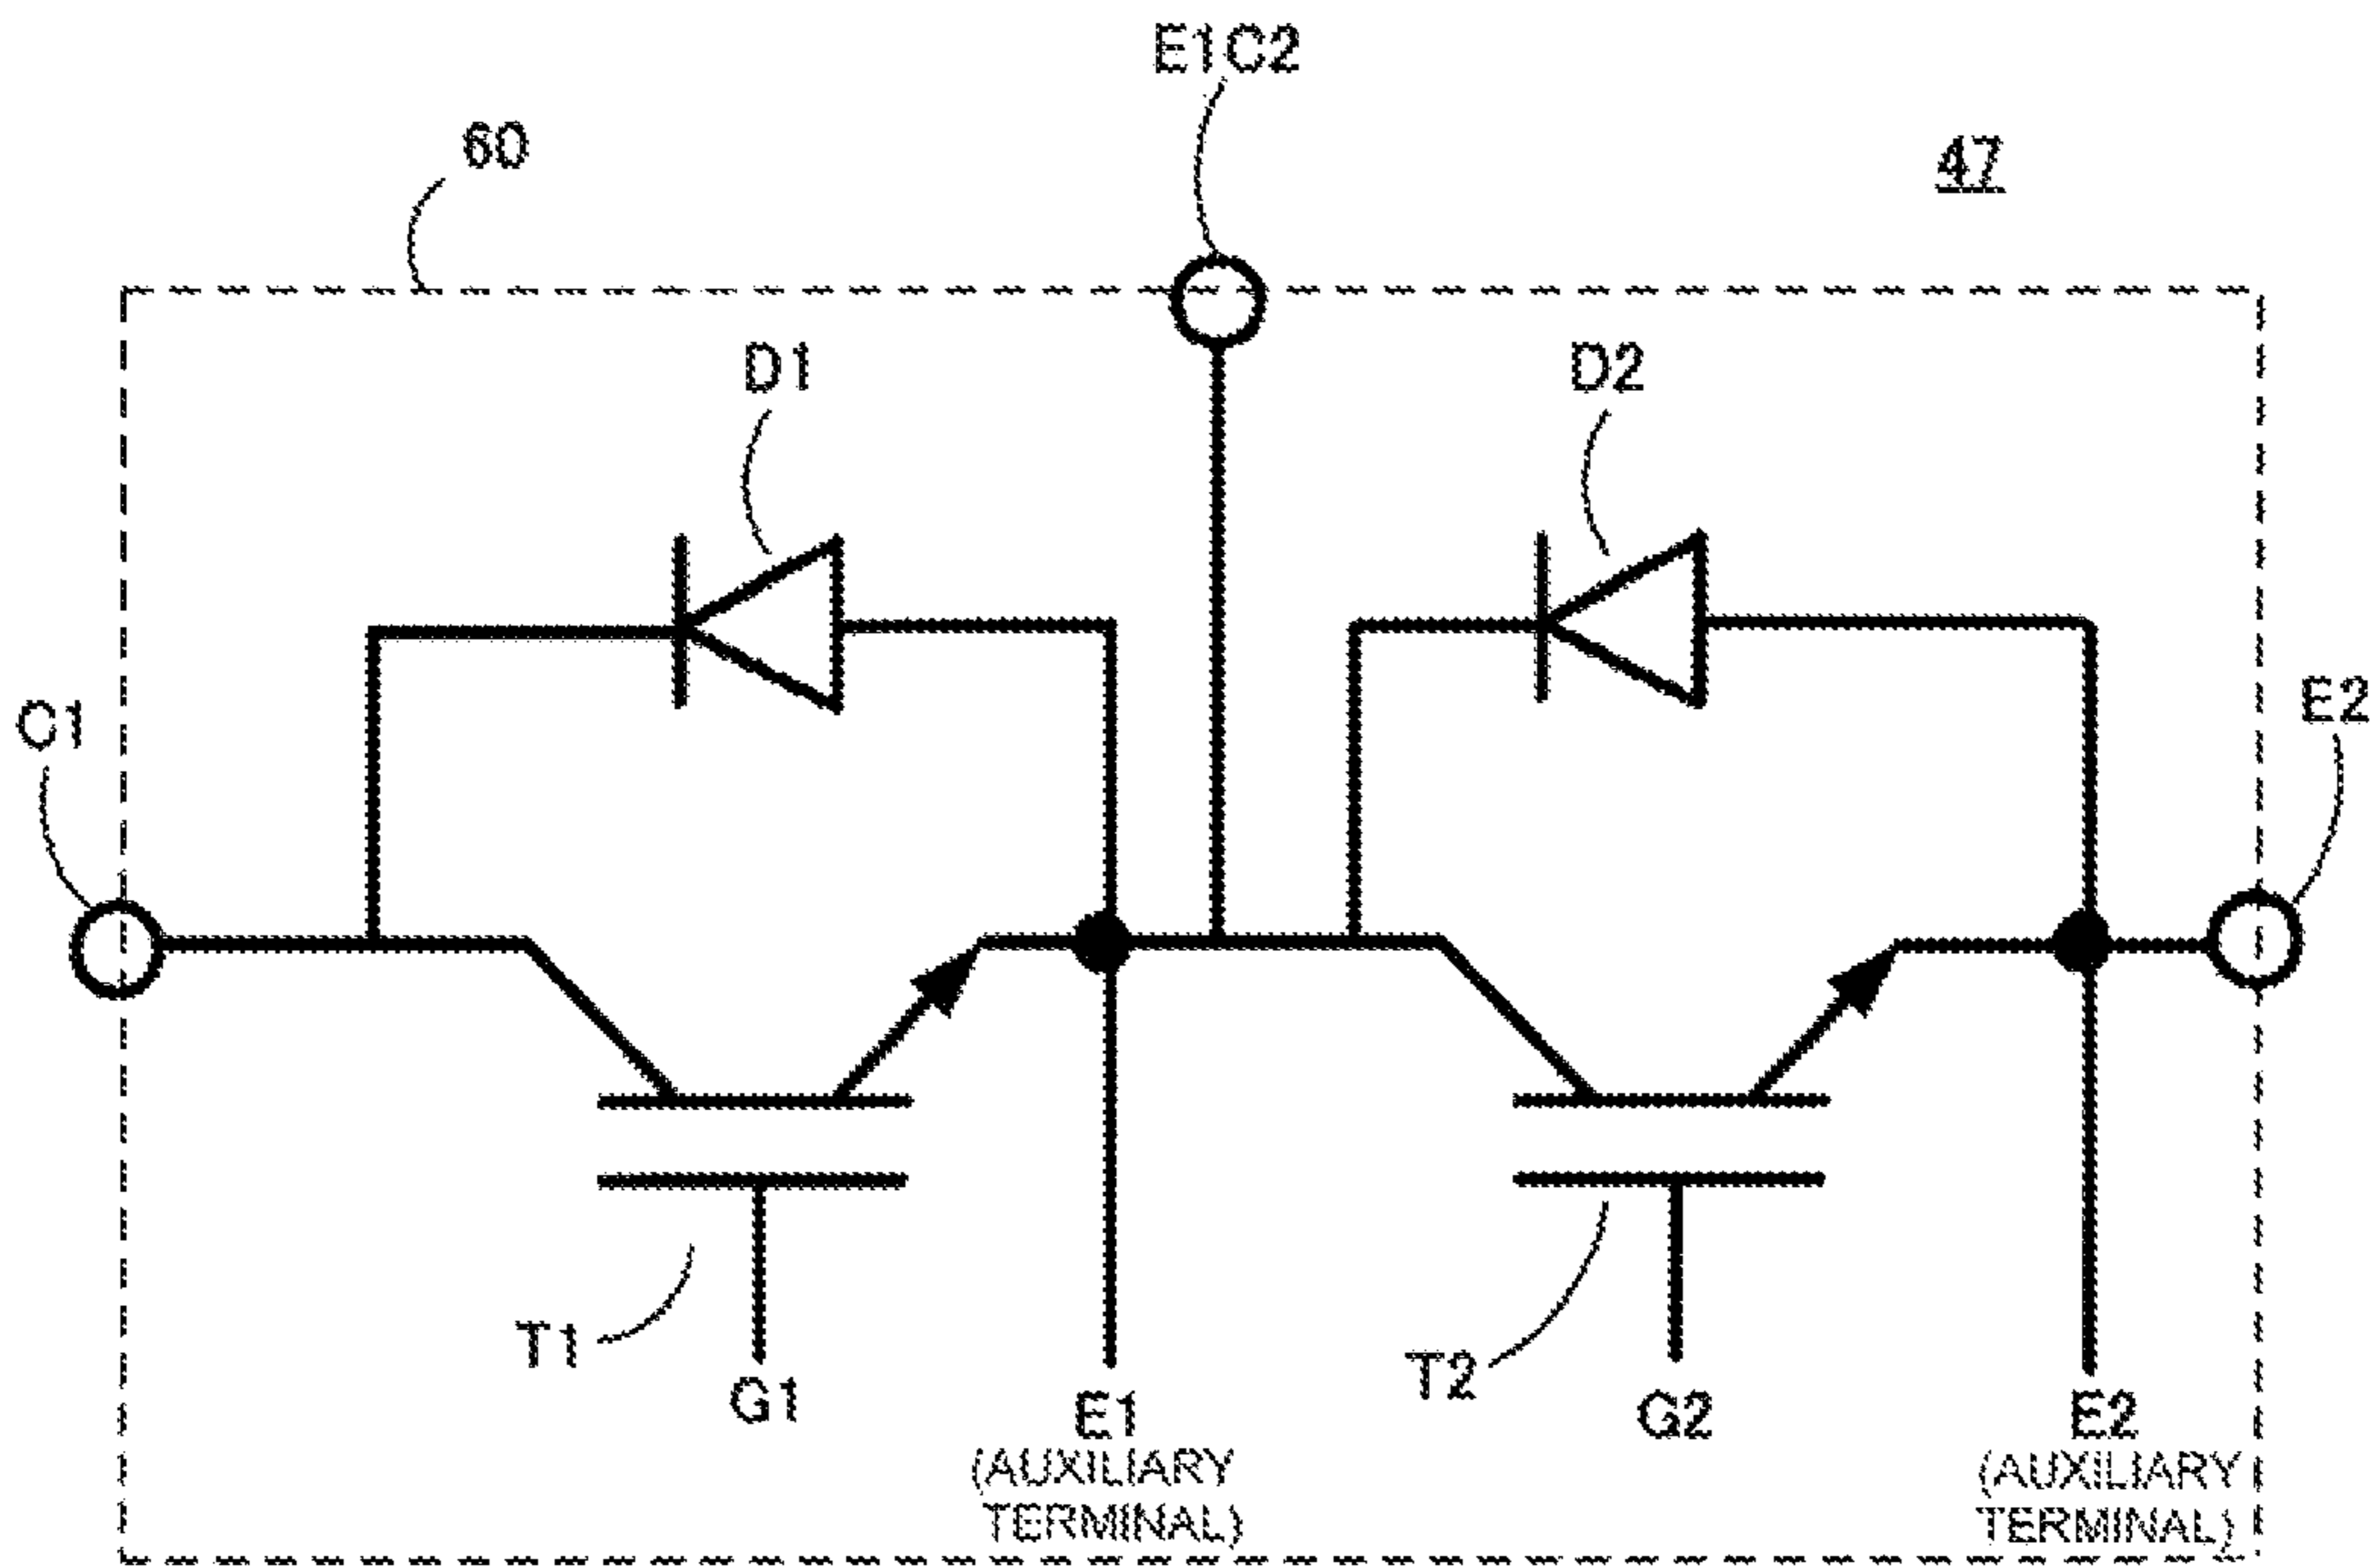 E1C2
60
47
D1
D2
C1
E2
T1
G1
E1
(AUXILIARY
TERMINAL)
T2
G2
E2
(AUXILIARY
TERMINAL)